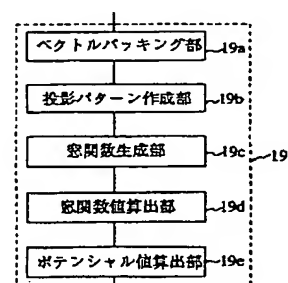 ベクトルパッキング部 19a
投影パターン作成部 19b
窓関数生成部 19c
19
窓関数値算出部 19d
ポテンシャル値算出部 19e